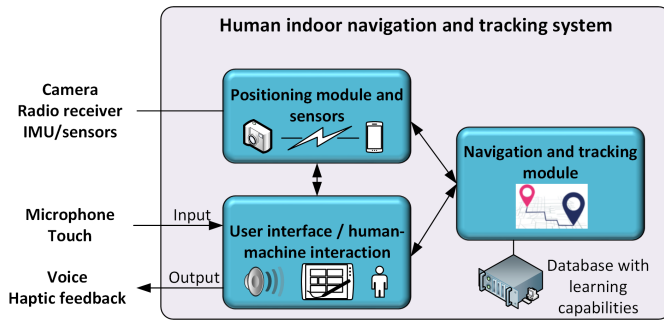 Human indoor navigation and tracking system
Camera
Radio receiver
IMU/sensors
Positioning module and
sensors
Navigation and tracking
module
Microphone
Touch
Input
User interface / human-
machine interaction
Voice
Haptic feedback
Output
Database with
learning
capabilities